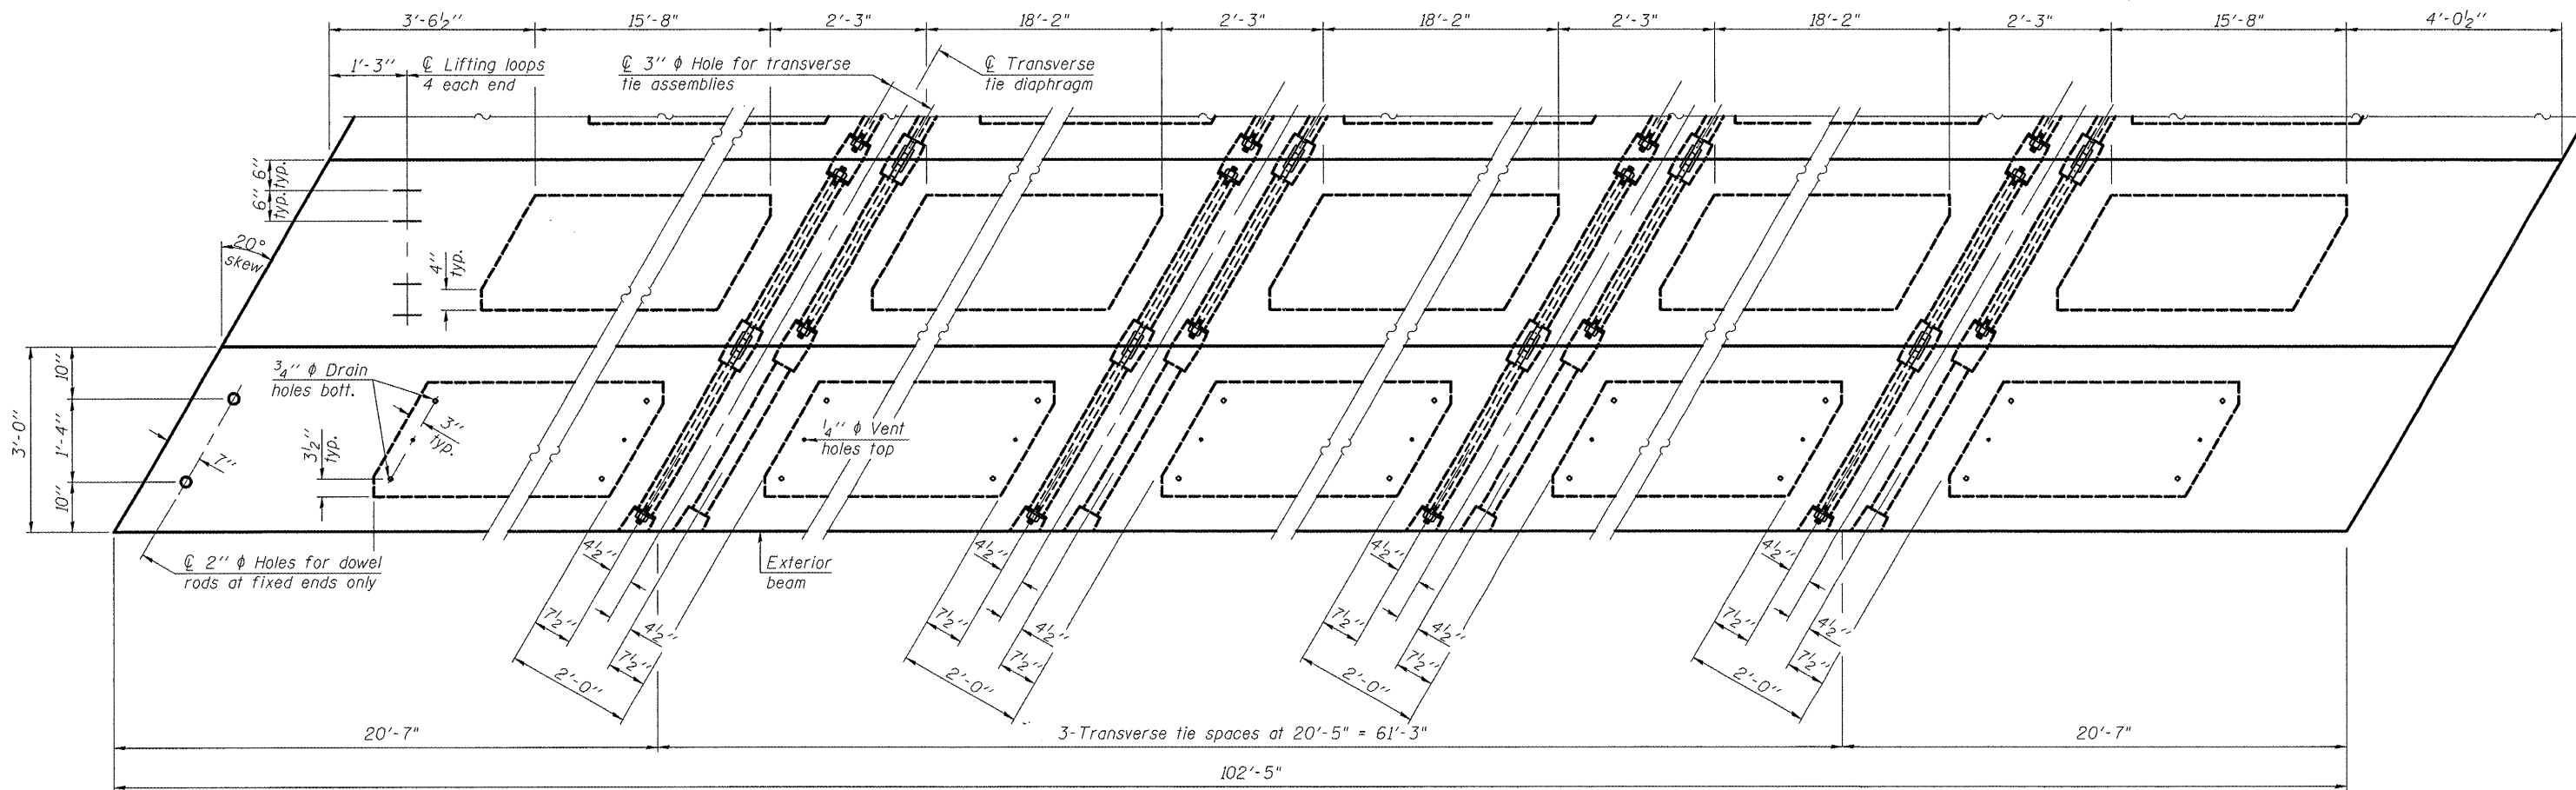 3'-6½" 15'-8" 2'-3" 18'-2" 2'-3" 18'-2" 2'-3" 18'-2" 2'-3" 15'-8" 4'-0½"
1'-3"
℄ Lifting loops
4 each end
℄ 3" ϕ Hole for transverse
tie assemblies
℄ Transverse
tie diaphragm
6" typ.
6" typ.
20°
skew
4"
typ.
3'-0"
10"
1'-4"
10"
¾" ϕ Drain
holes bott.
3"
typ.
3½"
typ.
7"
¼" ϕ Vent
holes top
℄ 2" ϕ Holes for dowel
rods at fixed ends only
Exterior
beam
4½" 4½" 4½" 4½"
7½" 7½" 7½" 7½"
4½" 4½" 4½" 4½"
7½" 7½" 7½" 7½"
2'-0" 2'-0" 2'-0" 2'-0"
20'-7" 3-Transverse tie spaces at 20'-5" = 61'-3" 20'-7"
102'-5"